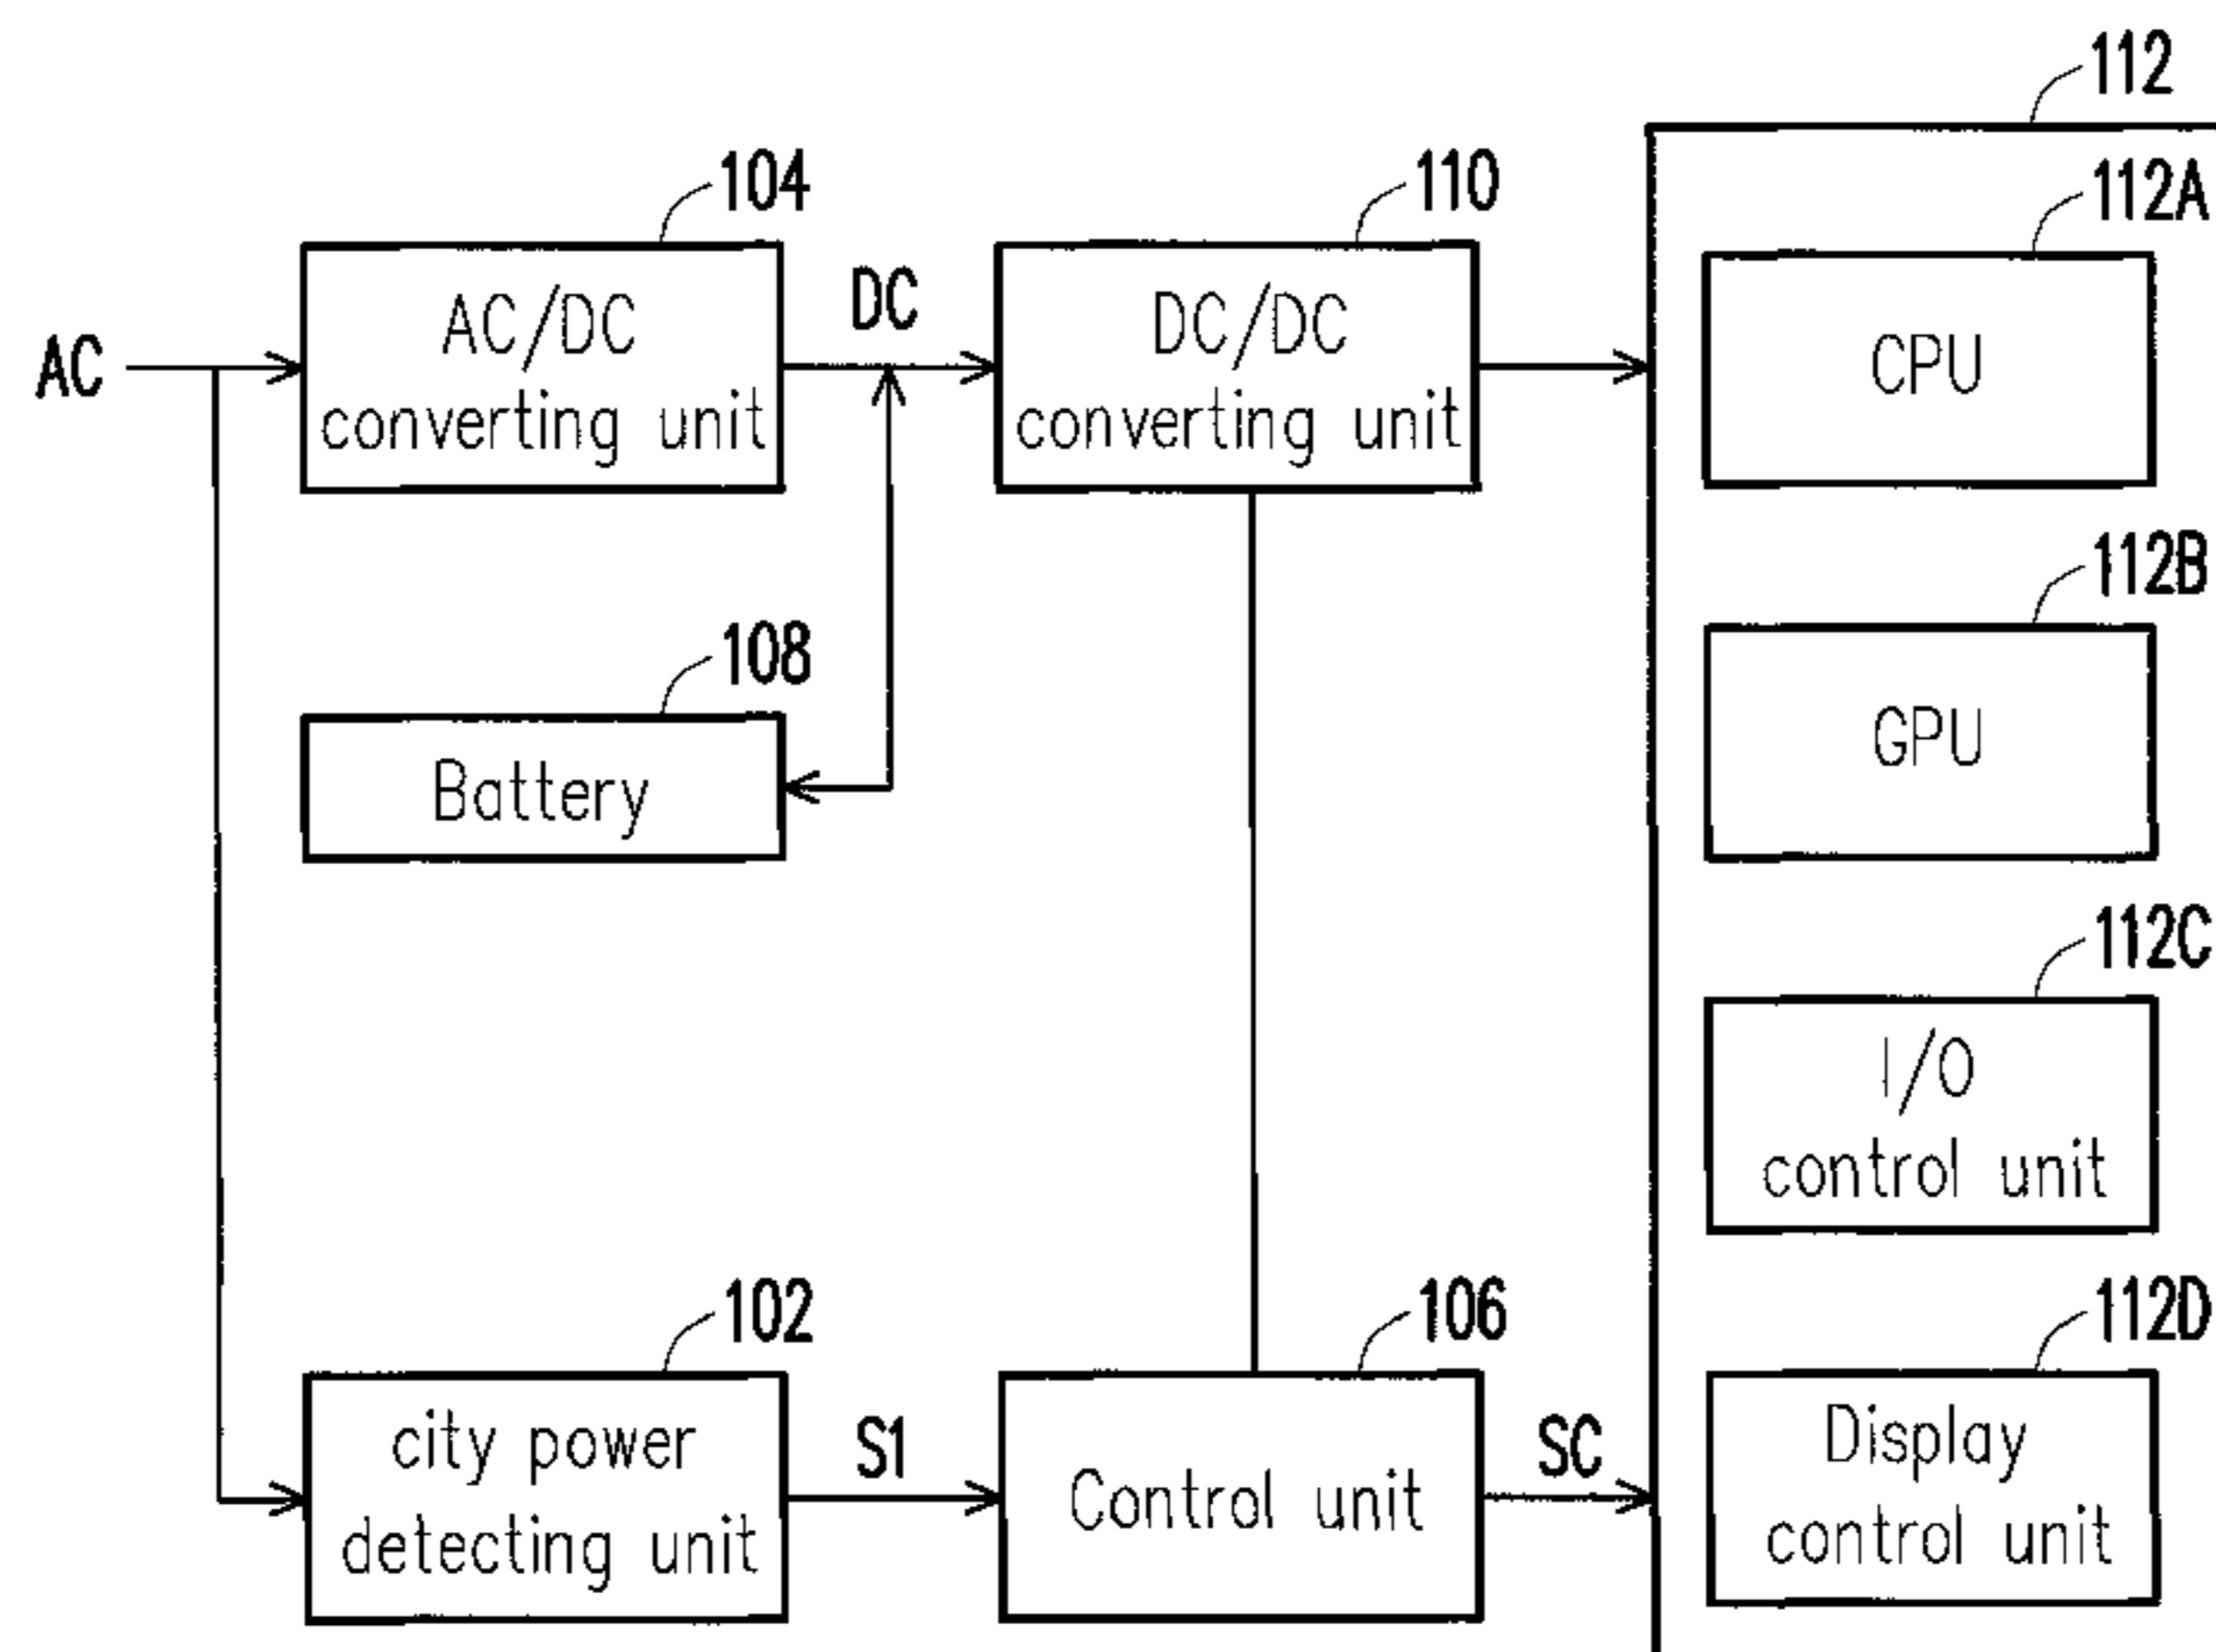 112
104
110
112A
AC/DC
converting unit
DC
DC/DC
converting unit
CPU
AC
112B
108
Battery
GPU
112C
I/O
control unit
102
106
112D
city power
detecting unit
S1
Control unit
SC
Display
control unit